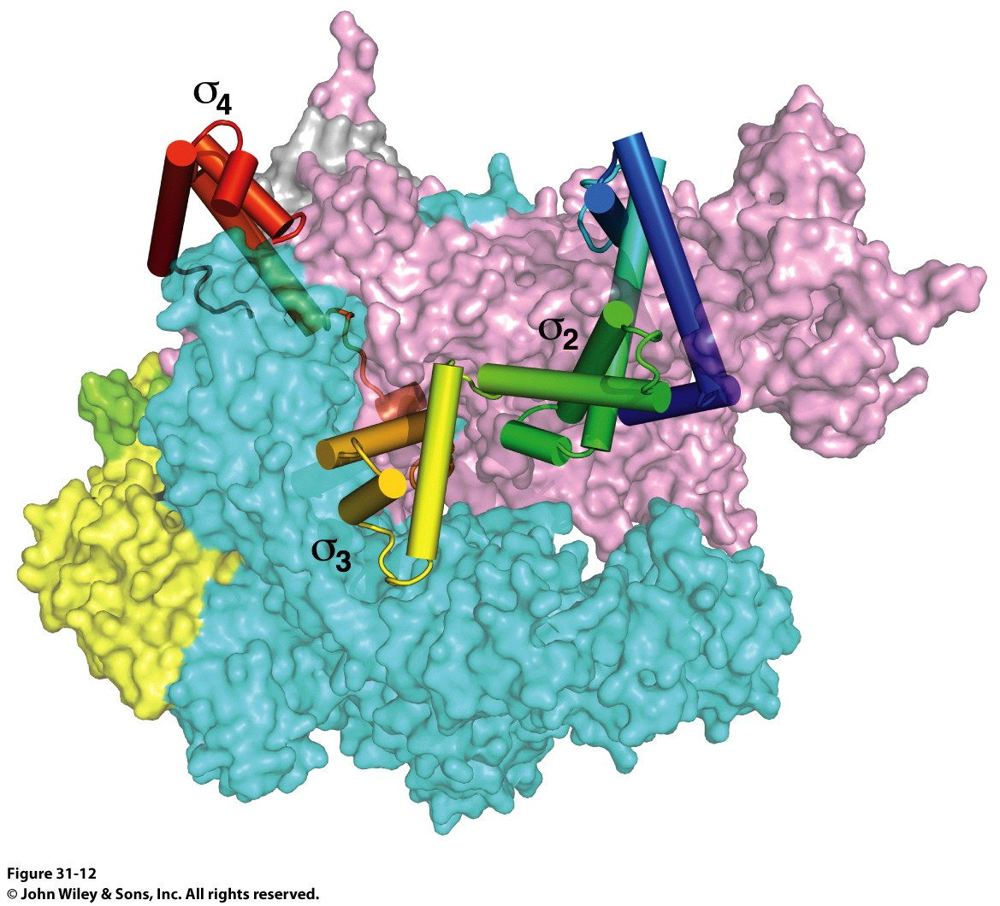 σ4
σ2
σ3
Figure 31-12
© John Wiley & Sons, Inc. All rights reserved.